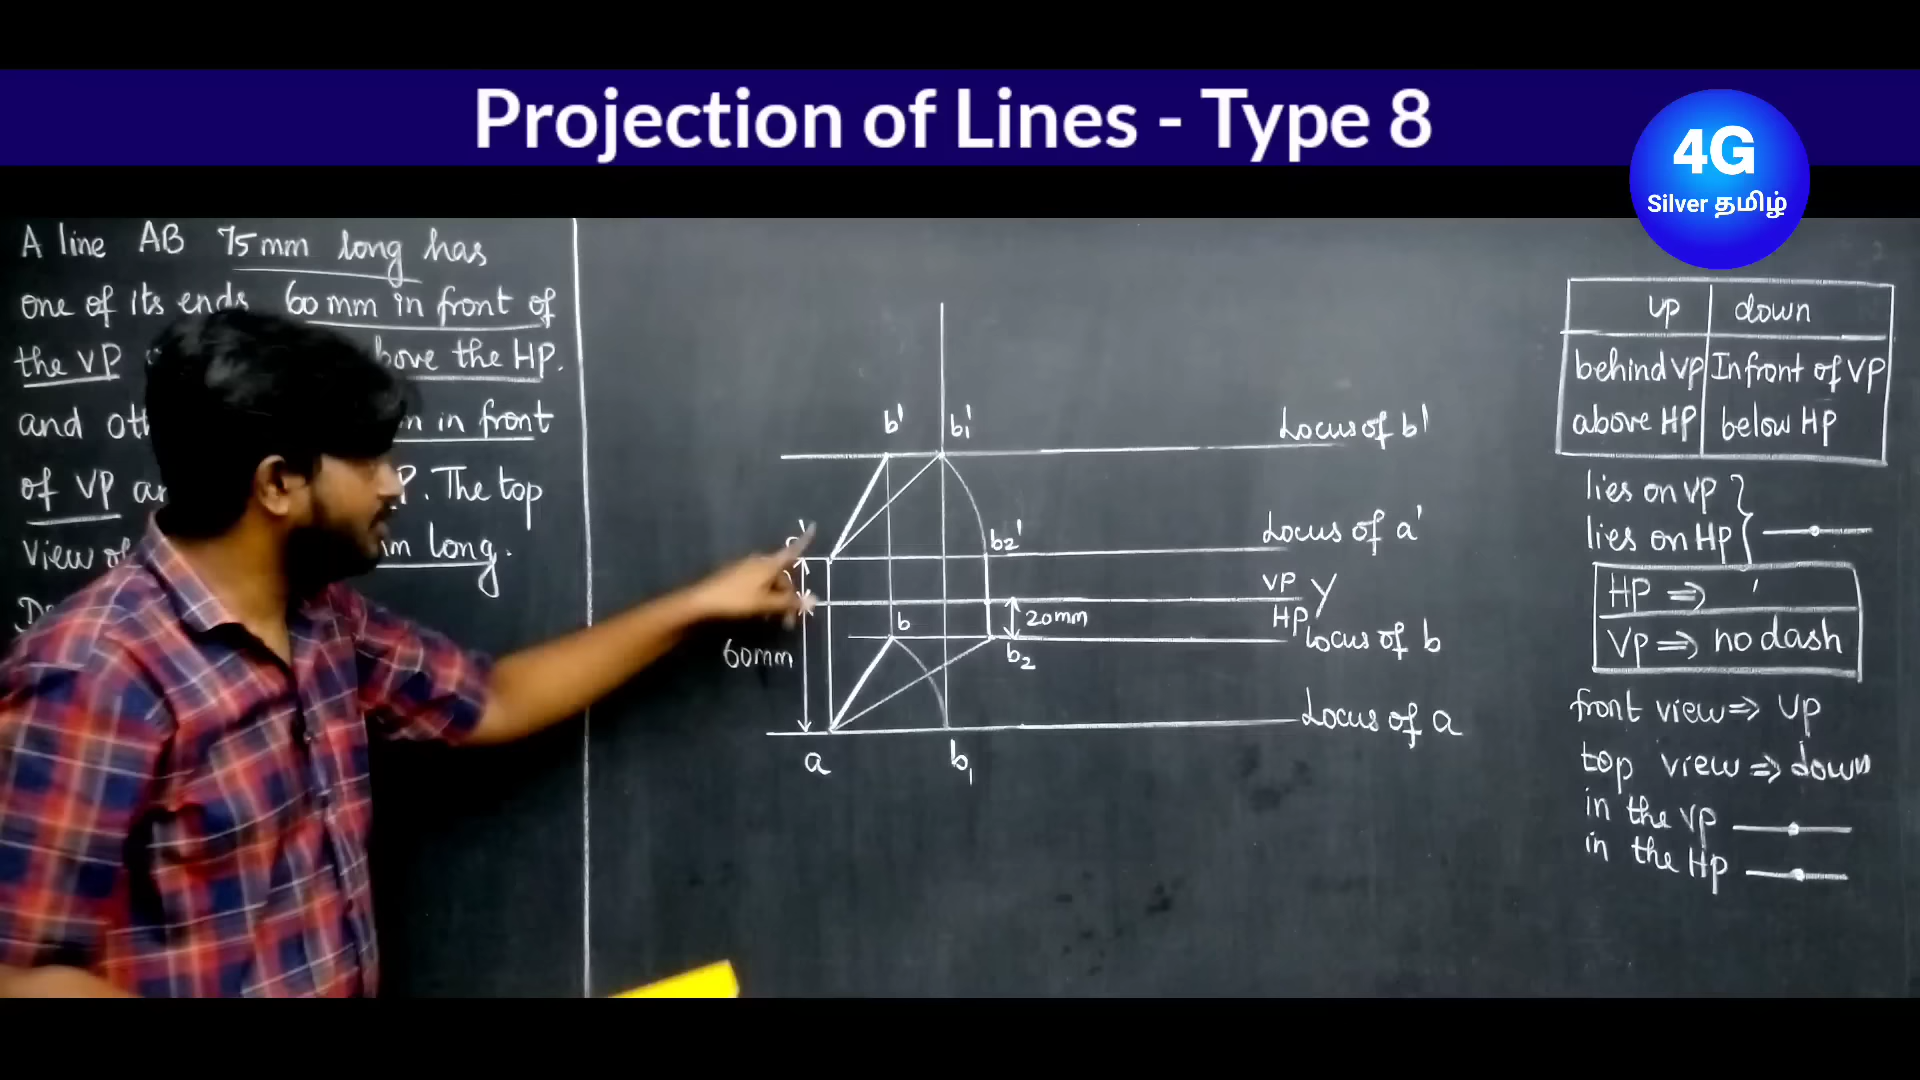 Projection of Lines - Type 8
4G
Silver தமிழ்
A line AB 75mm long has
one of its ends 60mm in front of
the VP above the HP.
and in front
of VP P. The top
View of long.
b' b1' Locus of b'
b2' Locus of a'
VP
HP Y
b 20mm
60mm b2 Locus of b
Locus of a
a b1
up down
behind VP Infront of VP
above HP below HP
lies on VP
lies on HP
HP ⇒ '
VP ⇒ no dash
front view ⇒ up
top view ⇒ down
in the VP
in the HP